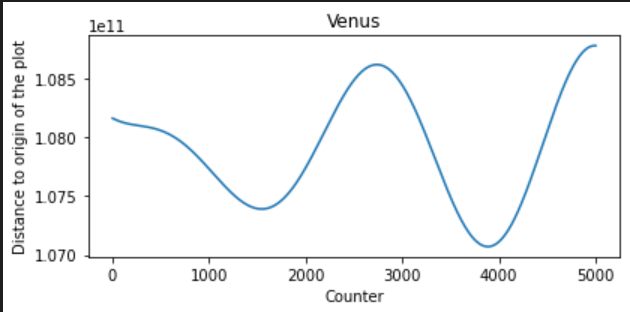 Venus
1e11
Distance to origin of the plot
1.085
1.080
1.075
1.070
0 1000 2000 3000 4000 5000
Counter